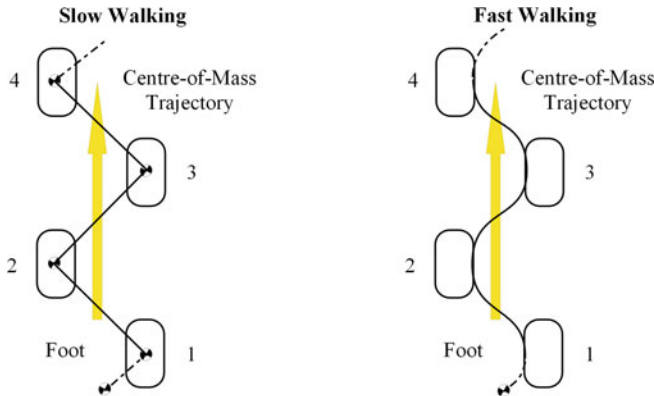 Slow Walking
4
Centre-of-Mass
Trajectory
3
2
Foot
1
Fast Walking
4
Centre-of-Mass
Trajectory
3
2
Foot
1